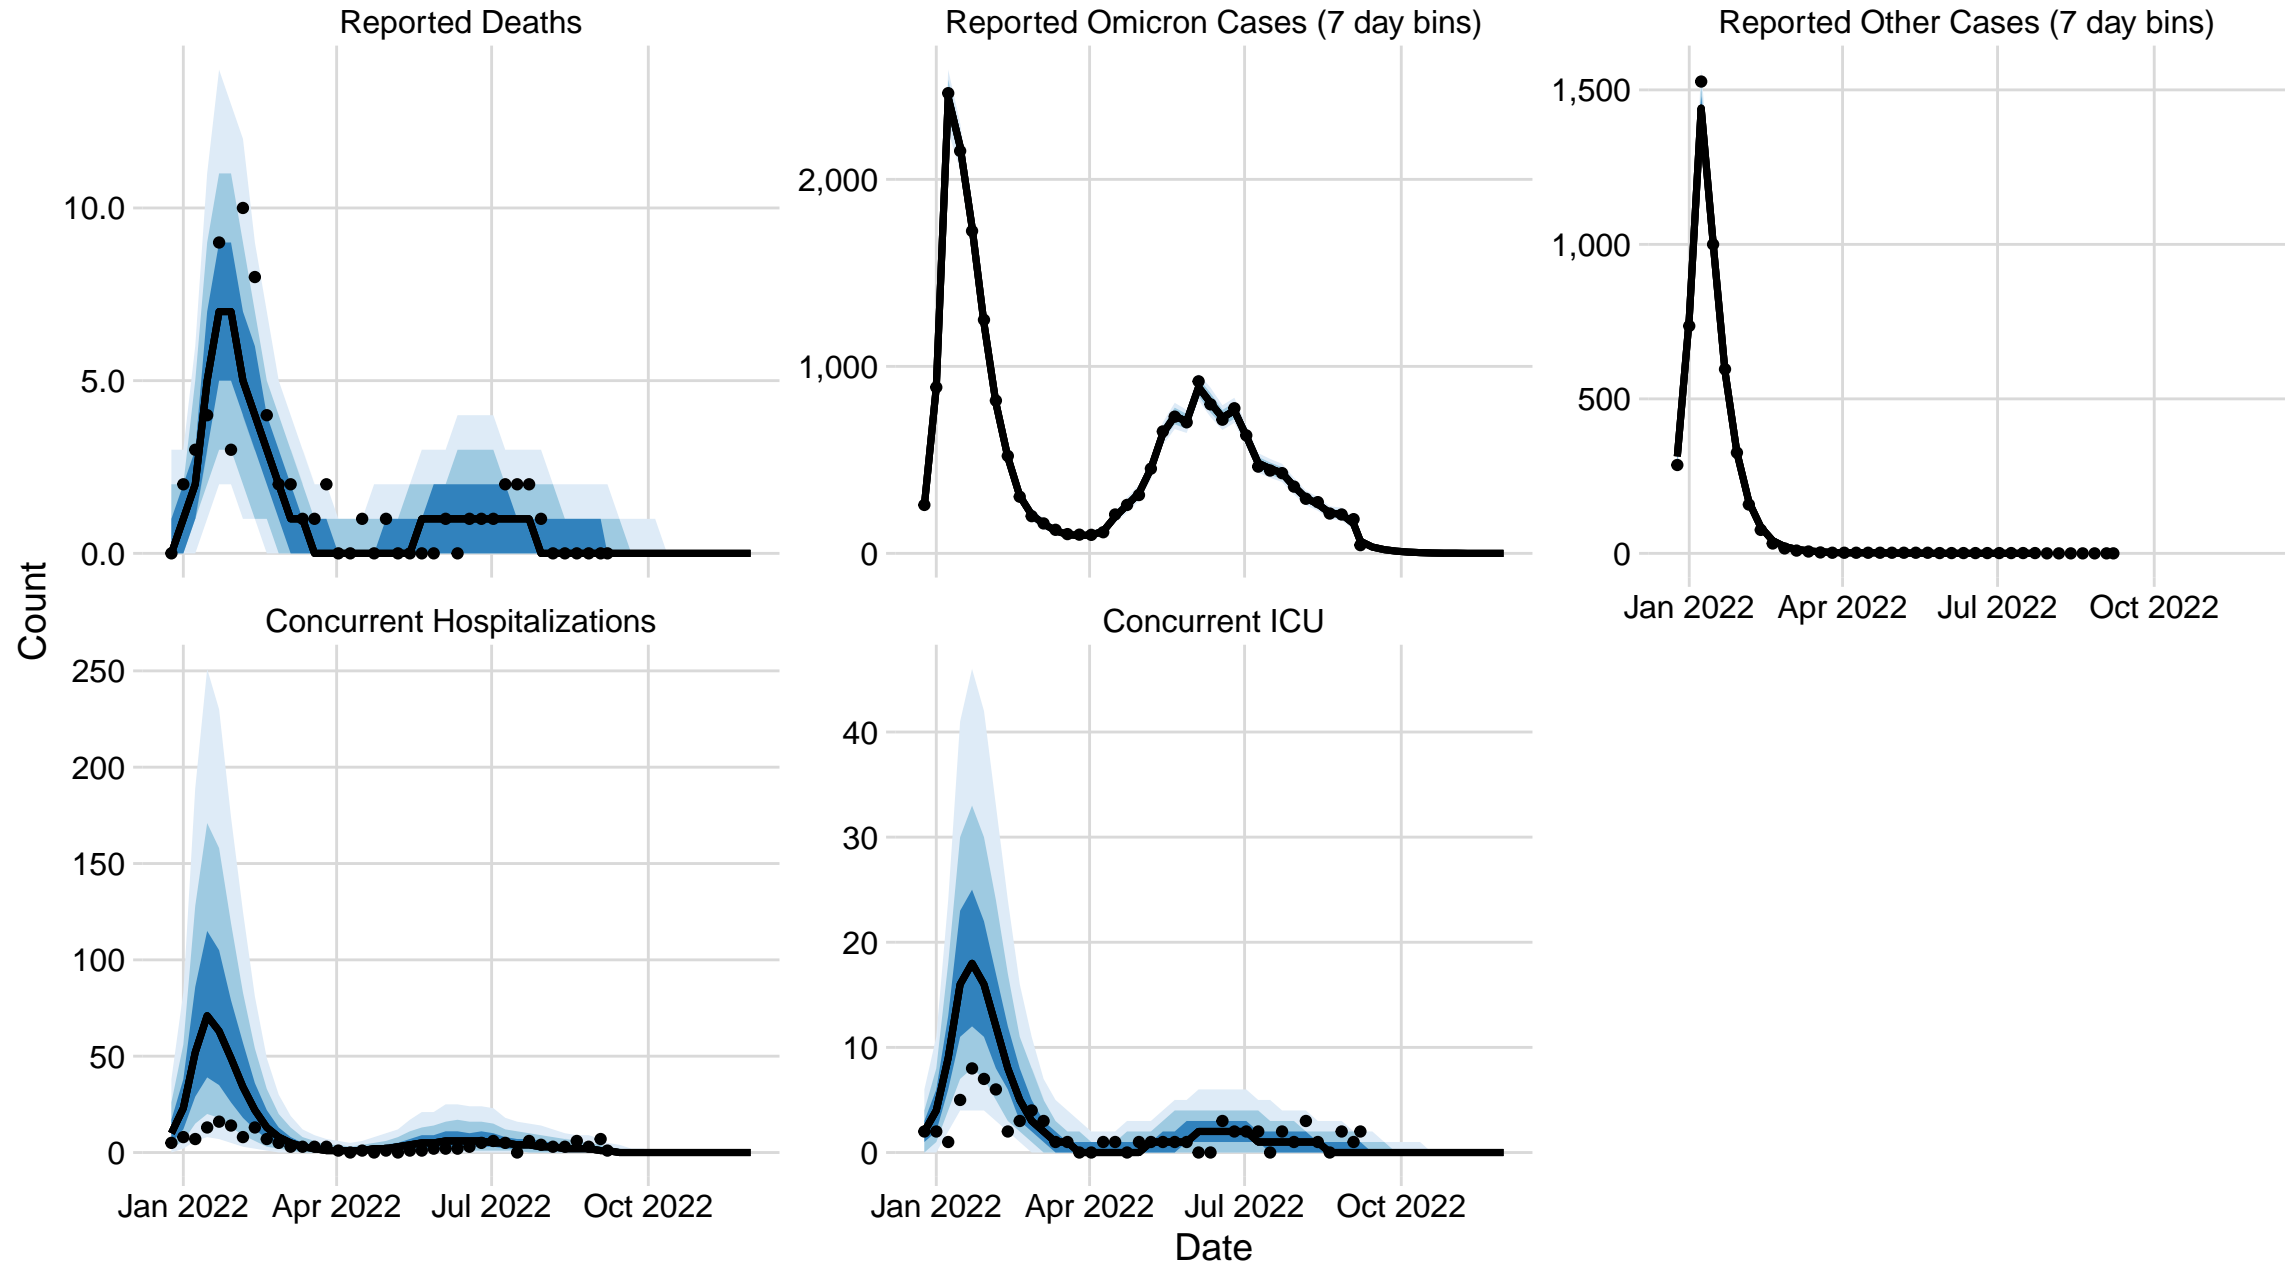 Reported Deaths
Reported Omicron Cases (7 day bins)
Reported Other Cases (7 day bins)
10.0
5.0
0.0
2,000
1,000
0
1,500
1,000
500
0
Jan 2022 Apr 2022 Jul 2022 Oct 2022
Count
Concurrent Hospitalizations
Concurrent ICU
250
200
150
100
50
0
40
30
20
10
0
Jan 2022 Apr 2022 Jul 2022 Oct 2022
Jan 2022 Apr 2022 Jul 2022 Oct 2022
Date